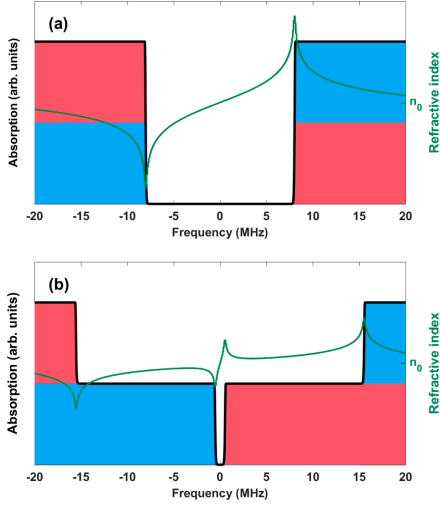 (a)
Absorption (arb. units)
Refractive index
n0
-20 -15 -10 -5 0 5 10 15 20
Frequency (MHz)
(b)
Absorption (arb. units)
Refractive index
n0
-20 -15 -10 -5 0 5 10 15 20
Frequency (MHz)